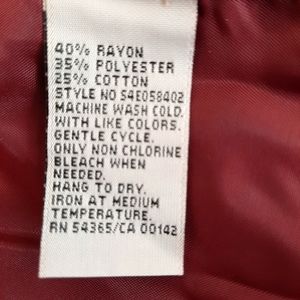 40% RAYON
35% POLYESTER
25% COTTON
STYLE NO S4E058402
MACHINE WASH COLD.
WITH LIKE COLORS.
GENTLE CYCLE.
ONLY NON CHLORINE
BLEACH WHEN
NEEDED.
HANG TO DRY.
IRON AT MEDIUM
TEMPERATURE.
RN 54365/CA 00142